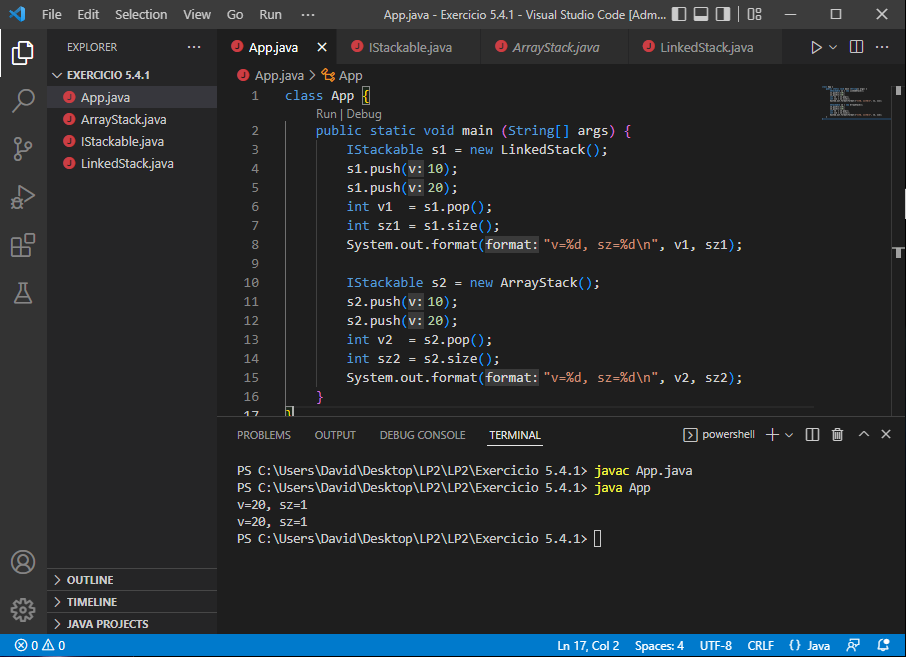 File Edit Selection View Go Run ··· App.java - Exercicio 5.4.1 - Visual Studio Code [Adm...
EXPLORER ···
EXERCICIO 5.4.1
App.java
ArrayStack.java
IStackable.java
LinkedStack.java
OUTLINE
TIMELINE
JAVA PROJECTS
App.java IStackable.java ArrayStack.java LinkedStack.java
App.java > App
1 class App {
Run | Debug
2 public static void main (String[] args) {
3 IStackable s1 = new LinkedStack();
4 s1.push(v: 10);
5 s1.push(v: 20);
6 int v1  = s1.pop();
7 int sz1 = s1.size();
8 System.out.format(format: "v=%d, sz=%d\n", v1, sz1);
9
10 IStackable s2 = new ArrayStack();
11 s2.push(v: 10);
12 s2.push(v: 20);
13 int v2  = s2.pop();
14 int sz2 = s2.size();
15 System.out.format(format: "v=%d, sz=%d\n", v2, sz2);
16 }
17 }
PROBLEMS OUTPUT DEBUG CONSOLE TERMINAL powershell
PS C:\Users\David\Desktop\LP2\LP2\Exercicio 5.4.1> javac App.java
PS C:\Users\David\Desktop\LP2\LP2\Exercicio 5.4.1> java App
v=20, sz=1
v=20, sz=1
PS C:\Users\David\Desktop\LP2\LP2\Exercicio 5.4.1>
0 0 Ln 17, Col 2 Spaces: 4 UTF-8 CRLF {} Java